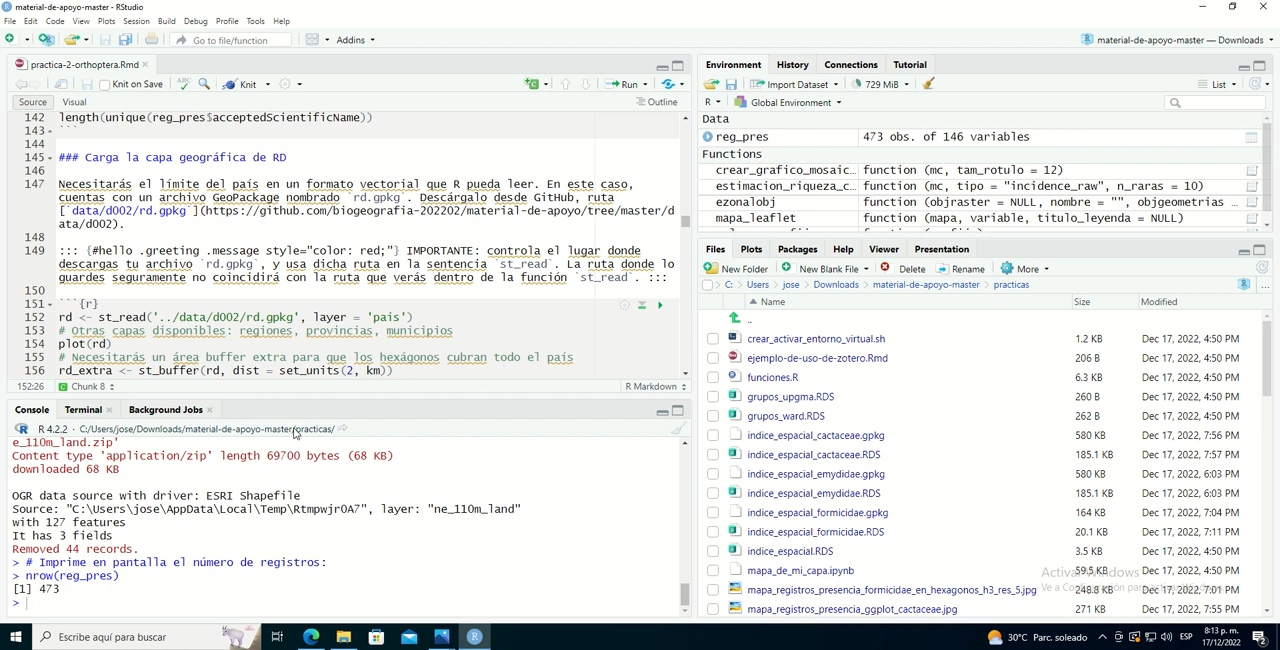 material-de-apoyo-master - RStudio
File Edit Code View Plots Session Build Debug Profile Tools Help
Go to file/function Addins material-de-apoyo-master — Downloads
practica-2-orthoptera.Rmd
Knit on Save ABC Knit Run
Source Visual Outline
142 length(unique(reg_pres$acceptedScientificName))
143 ```
144
145 ### Carga la capa geográfica de RD
146
147 Necesitarás el límite del país en un formato vectorial que R pueda leer. En este caso,
cuentas con un archivo GeoPackage nombrado `rd.gpkg`. Descárgalo desde GitHub, ruta
[`data/d002/rd.gpkg`](https://github.com/biogeografia-202202/material-de-apoyo/tree/master/d
ata/d002).
148
149 ::: {#hello .greeting .message style="color: red;"} IMPORTANTE: controla el lugar donde
descargas tu archivo `rd.gpkg`, y usa dicha ruta en la sentencia `st_read`. La ruta donde lo
guardes seguramente no coincidirá con la ruta que verás dentro de la función `st_read`. :::
150
151 ```{r}
152 rd <- st_read('../data/d002/rd.gpkg', layer = 'pais')
153 # Otras capas disponibles: regiones, provincias, municipios
154 plot(rd)
155 # Necesitarás un área buffer extra para que los hexágonos cubran todo el país
156 rd_extra <- st_buffer(rd, dist = set_units(2, km))
152:26 Chunk 8 R Markdown
Console Terminal Background Jobs
R 4.2.2 · C:/Users/jose/Downloads/material-de-apoyo-master/practicas/
e_110m_land.zip'
Content type 'application/zip' length 69700 bytes (68 KB)
downloaded 68 KB
OGR data source with driver: ESRI Shapefile
Source: "C:\Users\jose\AppData\Local\Temp\Rtmpwjr0A7", layer: "ne_110m_land"
with 127 features
It has 3 fields
Removed 44 records.
> # Imprime en pantalla el número de registros:
> nrow(reg_pres)
[1] 473
>
Environment History Connections Tutorial
Import Dataset 729 MiB List
R Global Environment
Data
reg_pres 473 obs. of 146 variables
Functions
crear_grafico_mosaic… function (mc, tam_rotulo = 12)
estimacion_riqueza_c… function (mc, tipo = "incidence_raw", n_raras = 10)
ezonalobj function (objraster = NULL, nombre = "", objgeometrias …
mapa_leaflet function (mapa, variable, titulo_leyenda = NULL)
Files Plots Packages Help Viewer Presentation
New Folder New Blank File Delete Rename More
C: Users jose Downloads material-de-apoyo-master practicas
Name Size Modified
..
crear_activar_entorno_virtual.sh 1.2 KB Dec 17, 2022, 4:50 PM
ejemplo-de-uso-de-zotero.Rmd 206 B Dec 17, 2022, 4:50 PM
funciones.R 6.3 KB Dec 17, 2022, 4:50 PM
grupos_upgma.RDS 260 B Dec 17, 2022, 4:50 PM
grupos_ward.RDS 262 B Dec 17, 2022, 4:50 PM
indice_espacial_cactaceae.gpkg 580 KB Dec 17, 2022, 7:56 PM
indice_espacial_cactaceae.RDS 185.1 KB Dec 17, 2022, 7:57 PM
indice_espacial_emydidae.gpkg 580 KB Dec 17, 2022, 6:03 PM
indice_espacial_emydidae.RDS 185.1 KB Dec 17, 2022, 6:03 PM
indice_espacial_formicidae.gpkg 164 KB Dec 17, 2022, 7:04 PM
indice_espacial_formicidae.RDS 20.1 KB Dec 17, 2022, 7:11 PM
indice_espacial.RDS 3.5 KB Dec 17, 2022, 4:50 PM
mapa_de_mi_capa.ipynb 59.5 KB Dec 17, 2022, 4:50 PM
mapa_registros_presencia_formicidae_en_hexagonos_h3_res_5.jpg 248.8 KB Dec 17, 2022, 7:01 PM
mapa_registros_presencia_ggplot_cactaceae.jpg 271 KB Dec 17, 2022, 7:55 PM
Escribe aquí para buscar
30°C Parc. soleado ESP 8:13 p. m.
17/12/2022 2